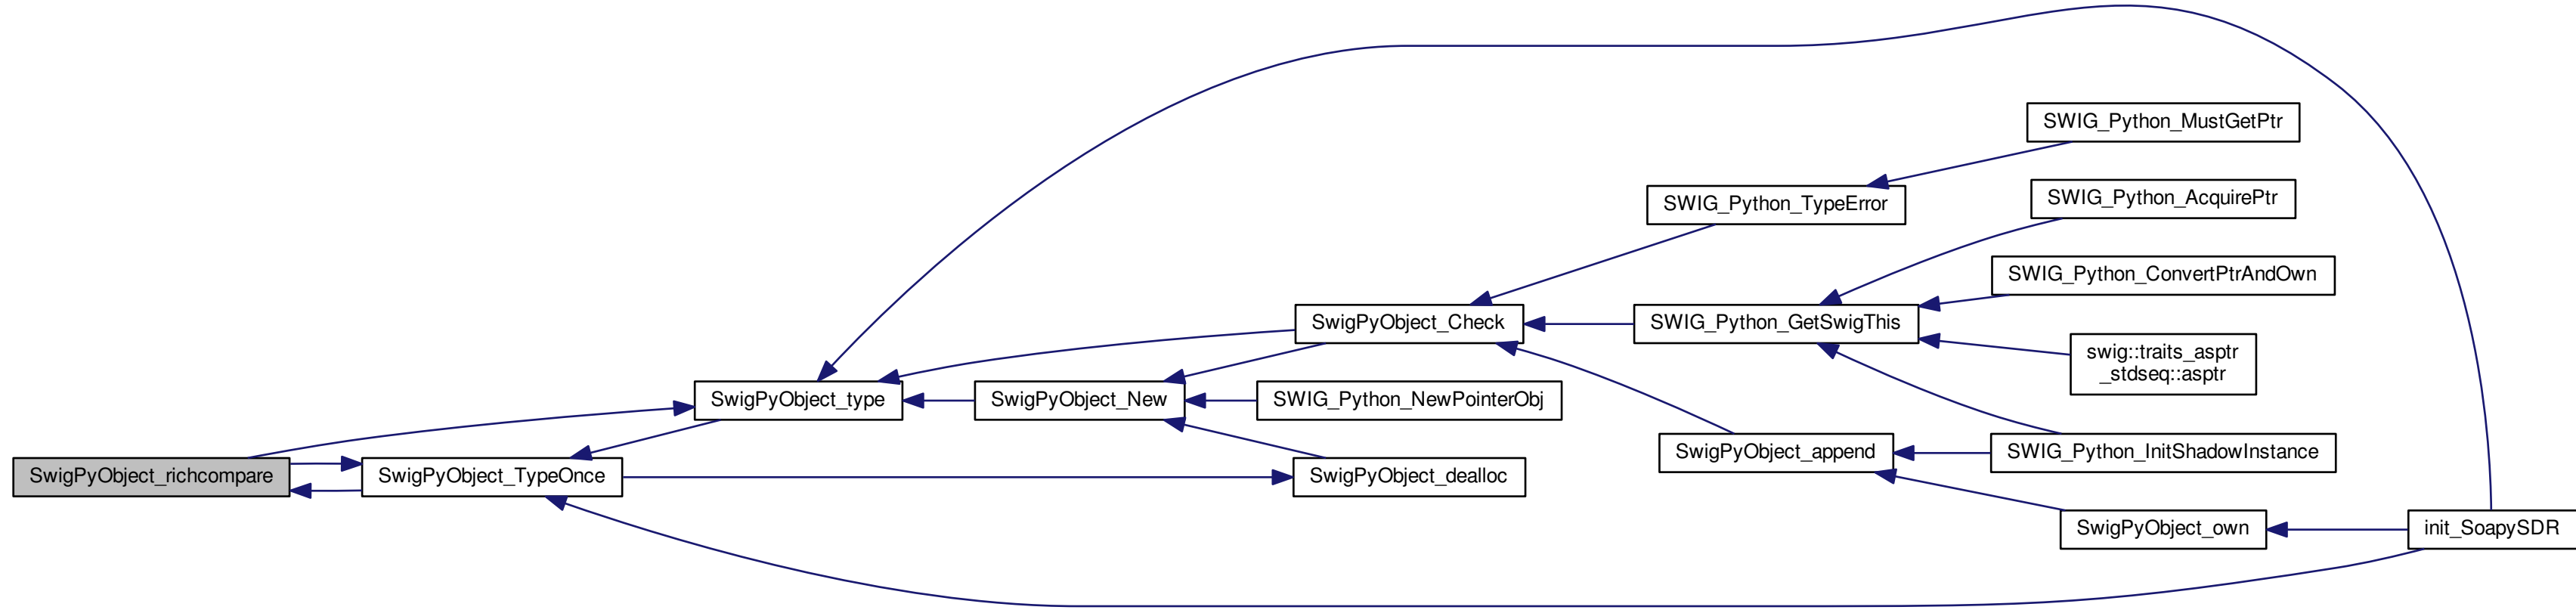 SWIG_Python_MustGetPtr
SWIG_Python_TypeError
SWIG_Python_AcquirePtr
SWIG_Python_ConvertPtrAndOwn
SwigPyObject_Check
SWIG_Python_GetSwigThis
swig::traits_asptr
_stdseq::asptr
SwigPyObject_type
SwigPyObject_New
SWIG_Python_NewPointerObj
SwigPyObject_append
SWIG_Python_InitShadowInstance
SwigPyObject_richcompare
SwigPyObject_TypeOnce
SwigPyObject_dealloc
SwigPyObject_own
init_SoapySDR